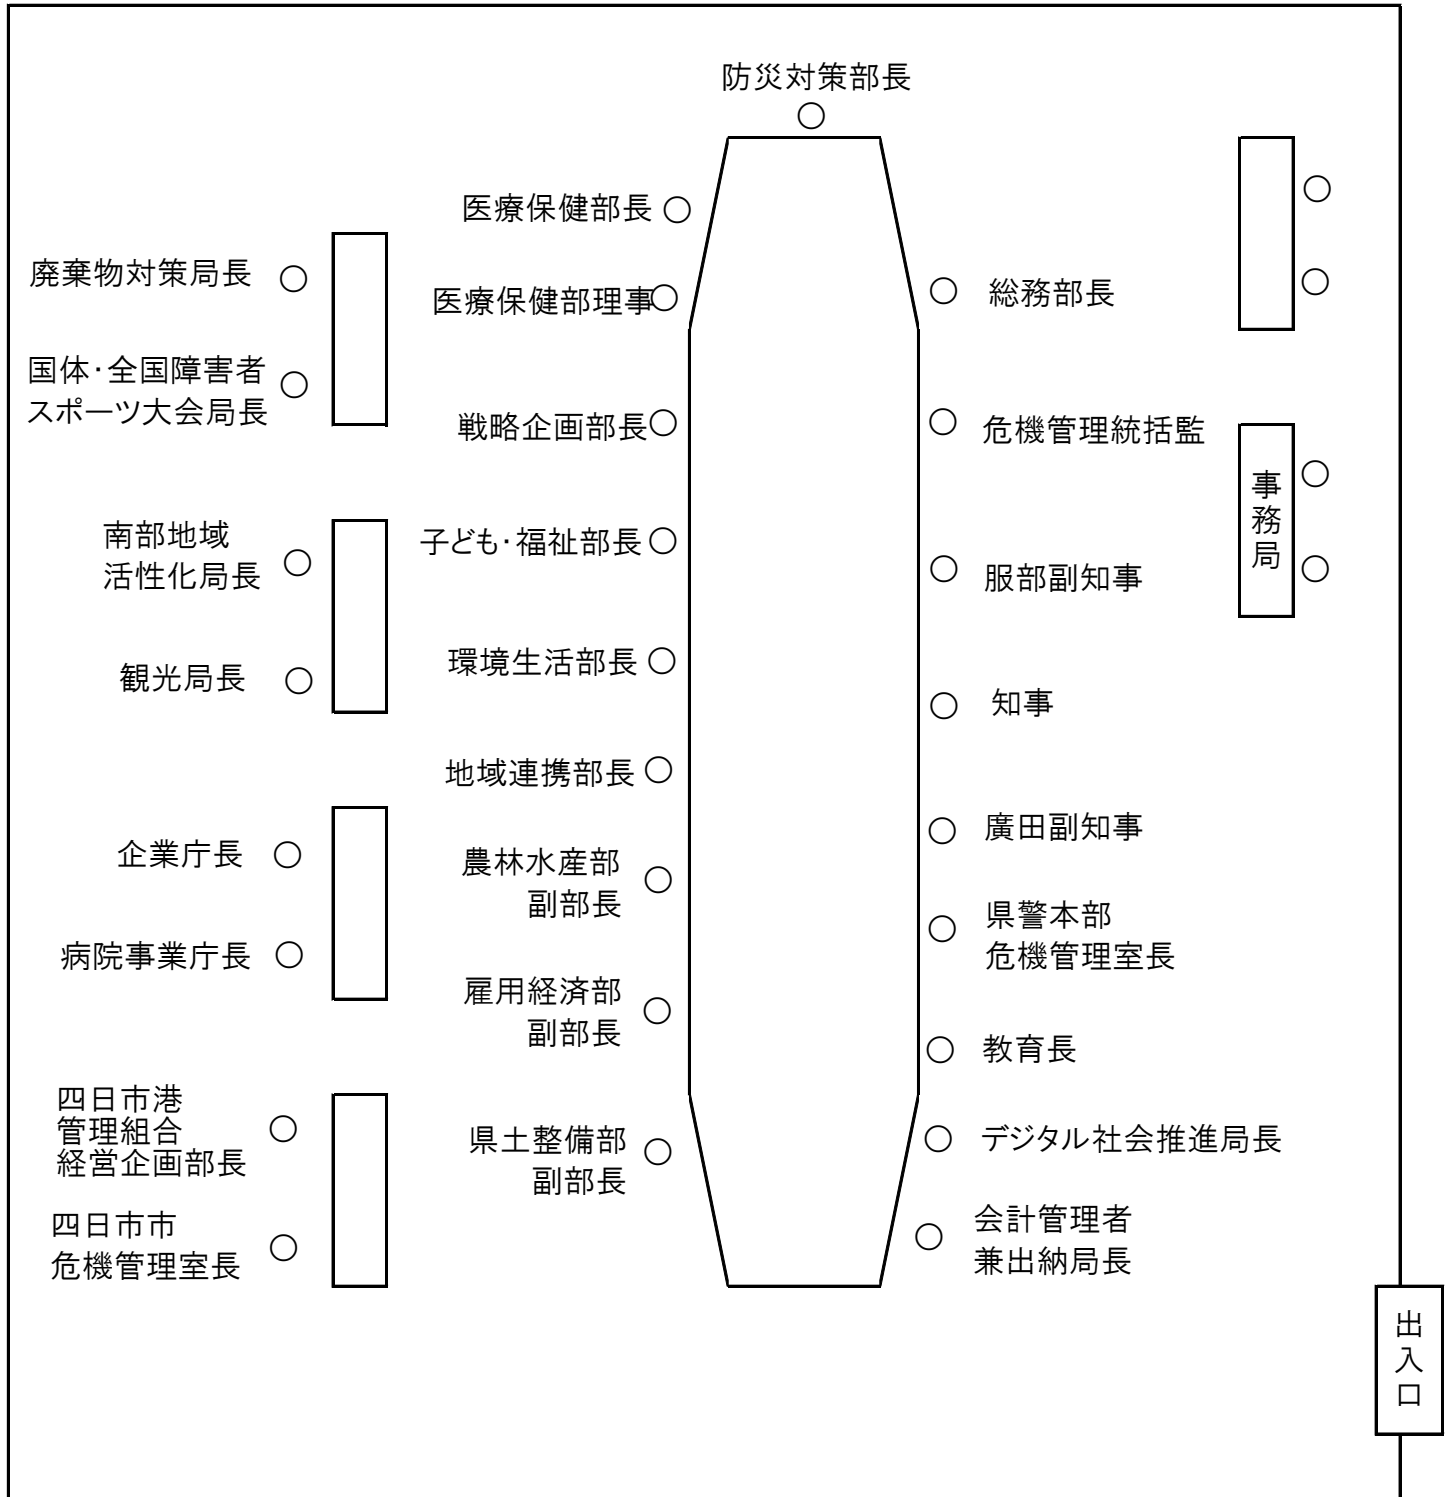 防災対策部長
医療保健部長
廃棄物対策局長
医療保健部理事
総務部長
国体・全国障害者
スポーツ大会局長
戦略企画部長
危機管理統括監
事務局
南部地域
活性化局長
子ども・福祉部長
服部副知事
観光局長
環境生活部長
知事
地域連携部長
企業庁長
農林水産部
副部長
廣田副知事
病院事業庁長
県警本部
危機管理室長
雇用経済部
副部長
教育長
四日市港
管理組合
経営企画部長
県土整備部
副部長
デジタル社会推進局長
四日市市
危機管理室長
会計管理者
兼出納局長
出入口